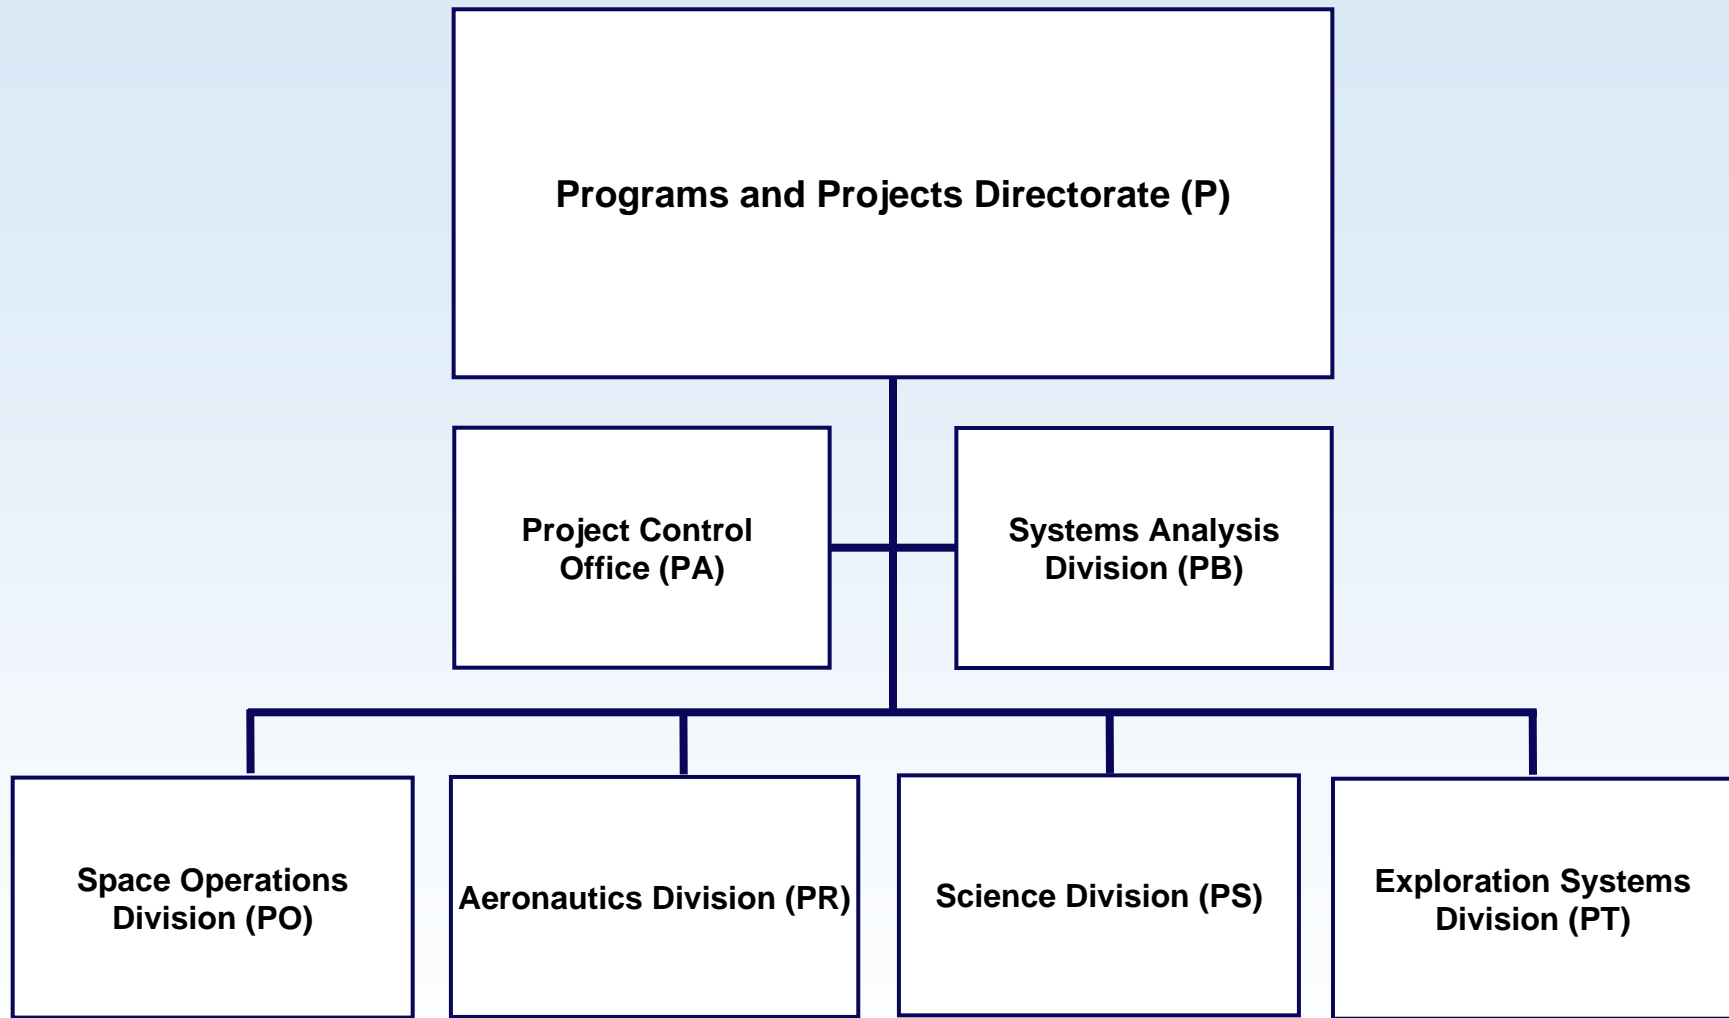 Programs and Projects Directorate (P)
Project Control
Office (PA)
Systems Analysis
Division (PB)
Space Operations
Division (PO)
Aeronautics Division (PR)
Science Division (PS)
Exploration Systems
Division (PT)